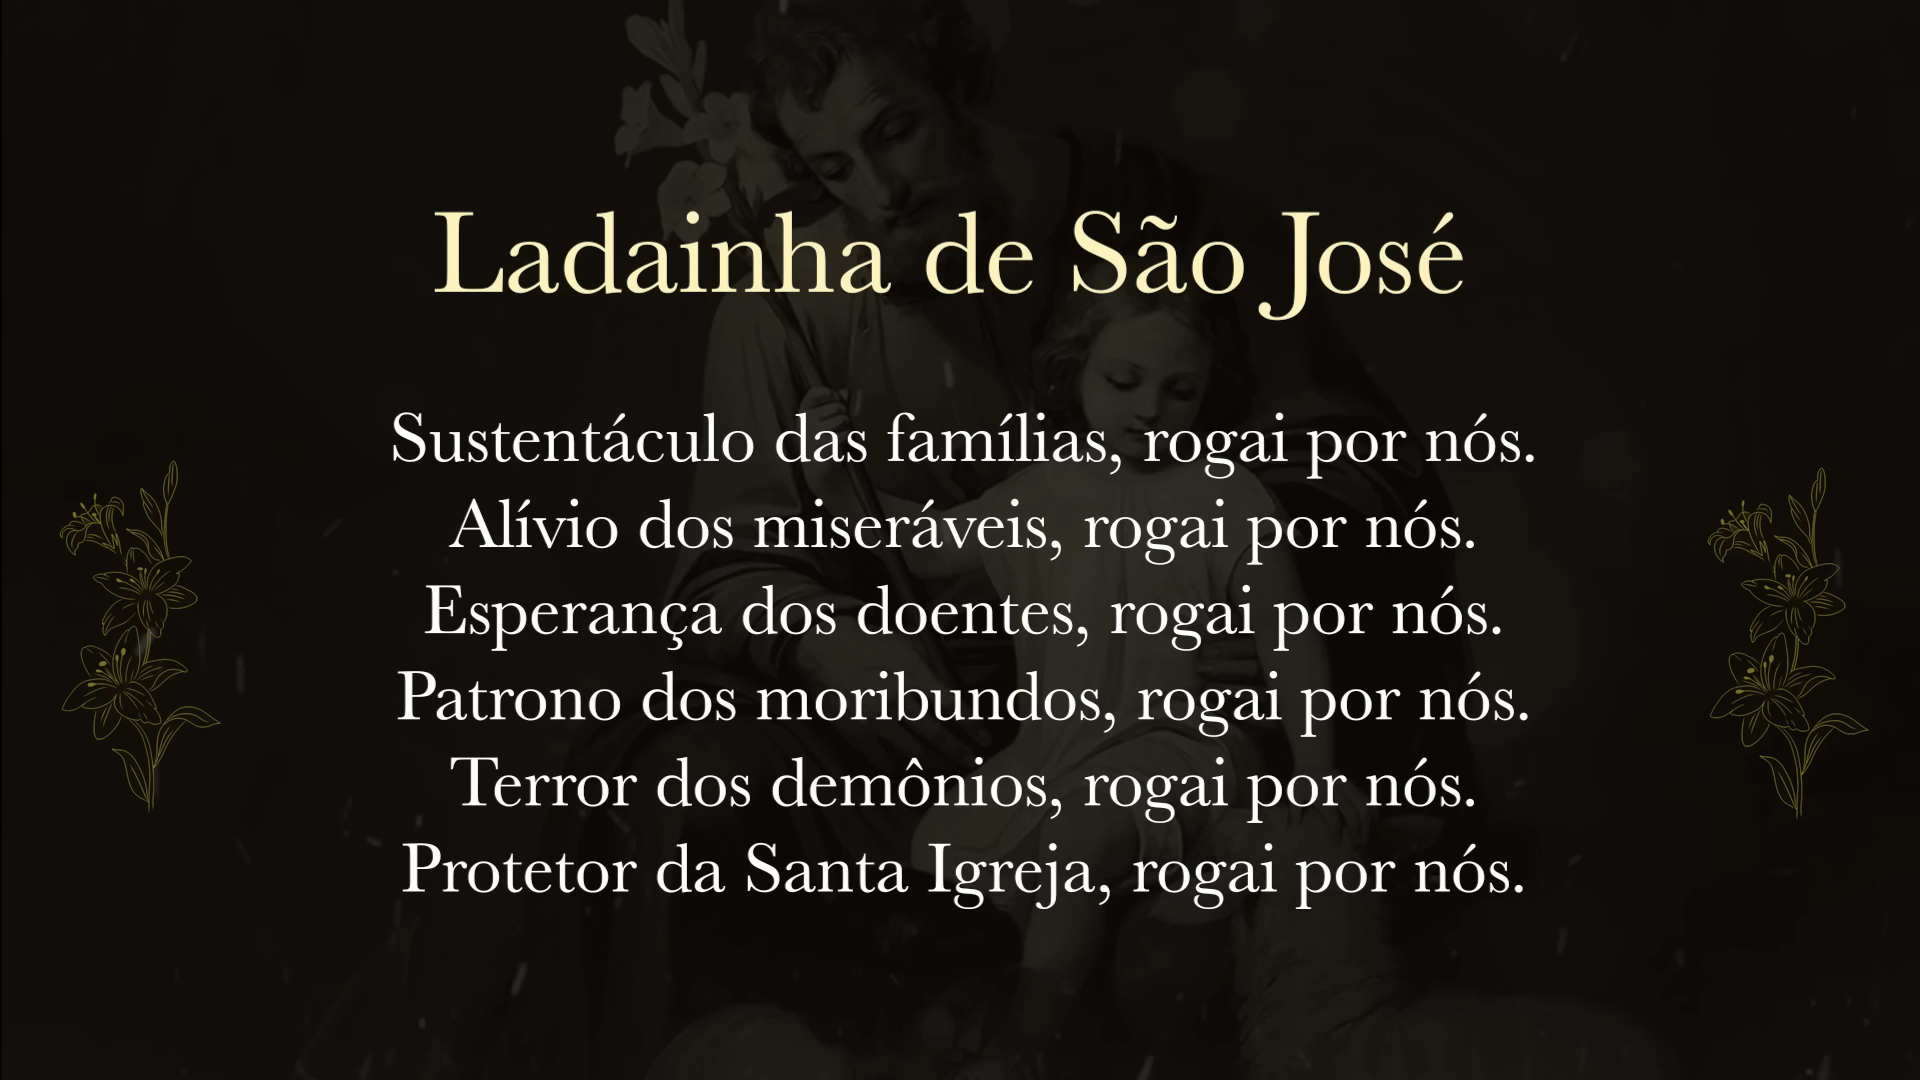 Ladainha de São José
Sustentáculo das famílias, rogai por nós.
Alívio dos miseráveis, rogai por nós.
Esperança dos doentes, rogai por nós.
Patrono dos moribundos, rogai por nós.
Terror dos demônios, rogai por nós.
Protetor da Santa Igreja, rogai por nós.